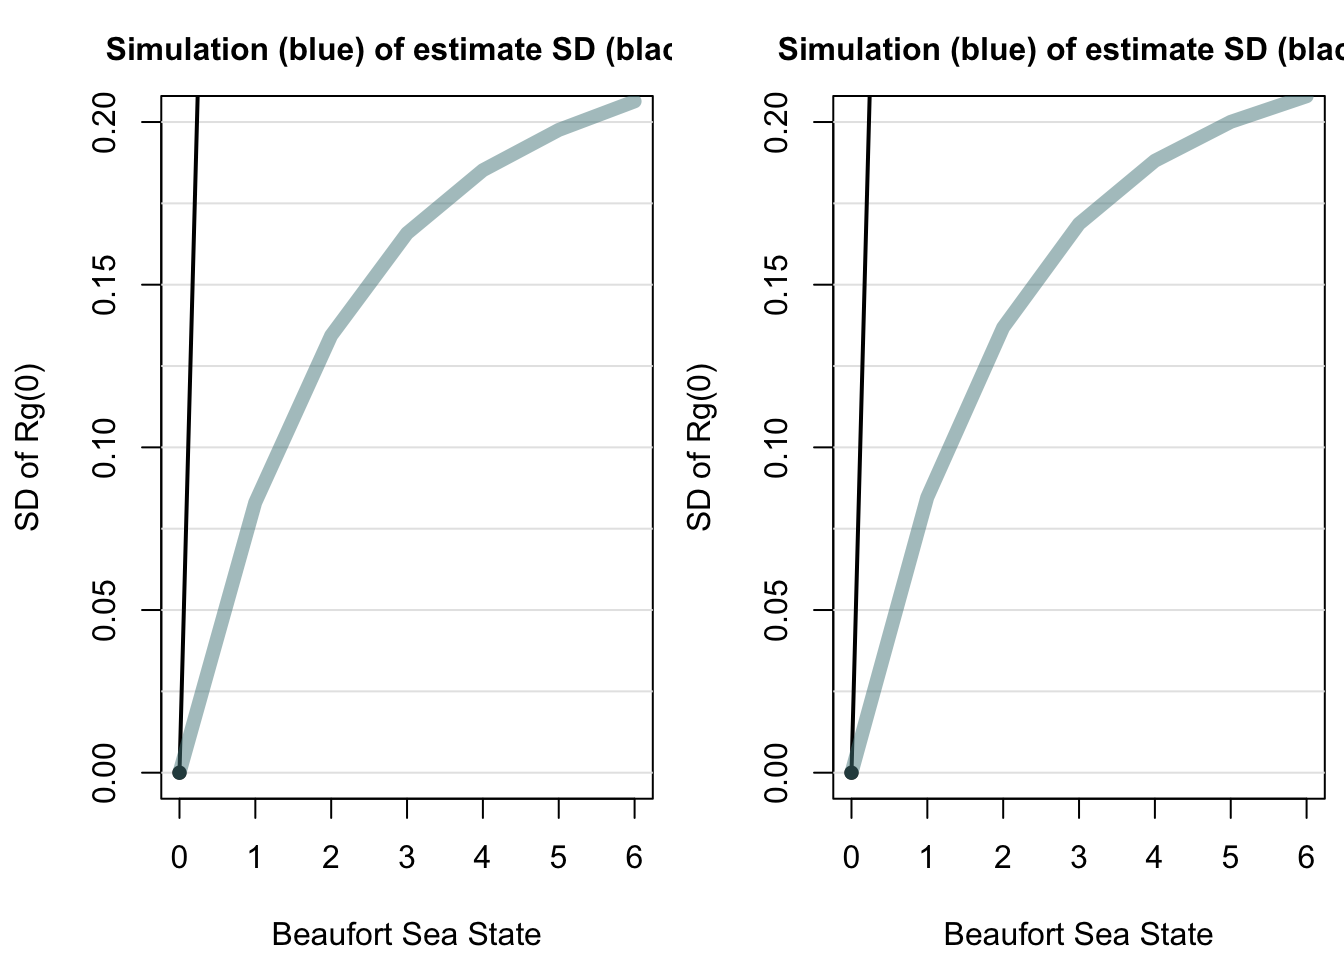 Simulation (blue) of estimate SD (blac
SD of Rg(0)
0.20
0.15
0.10
0.05
0.00
0 1 2 3 4 5 6
Beaufort Sea State
Simulation (blue) of estimate SD (blac
SD of Rg(0)
0.20
0.15
0.10
0.05
0.00
0 1 2 3 4 5 6
Beaufort Sea State